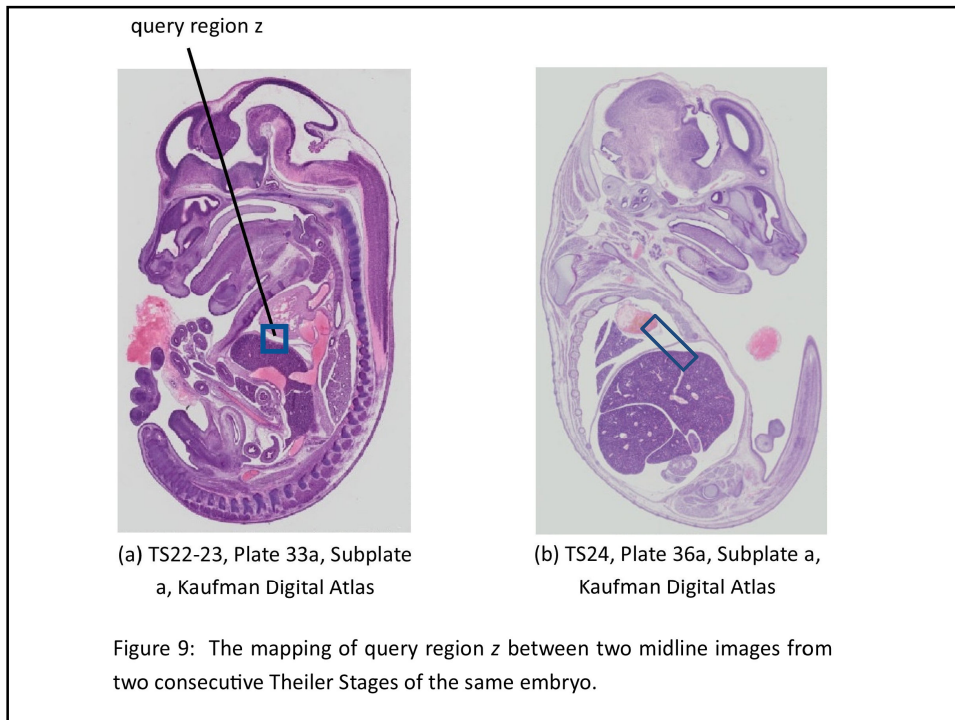 query region z
(a) TS22-23, Plate 33a, Subplate
a, Kaufman Digital Atlas
(b) TS24, Plate 36a, Subplate a,
Kaufman Digital Atlas
Figure 9: The mapping of query region z between two midline images from
two consecutive Theiler Stages of the same embryo.